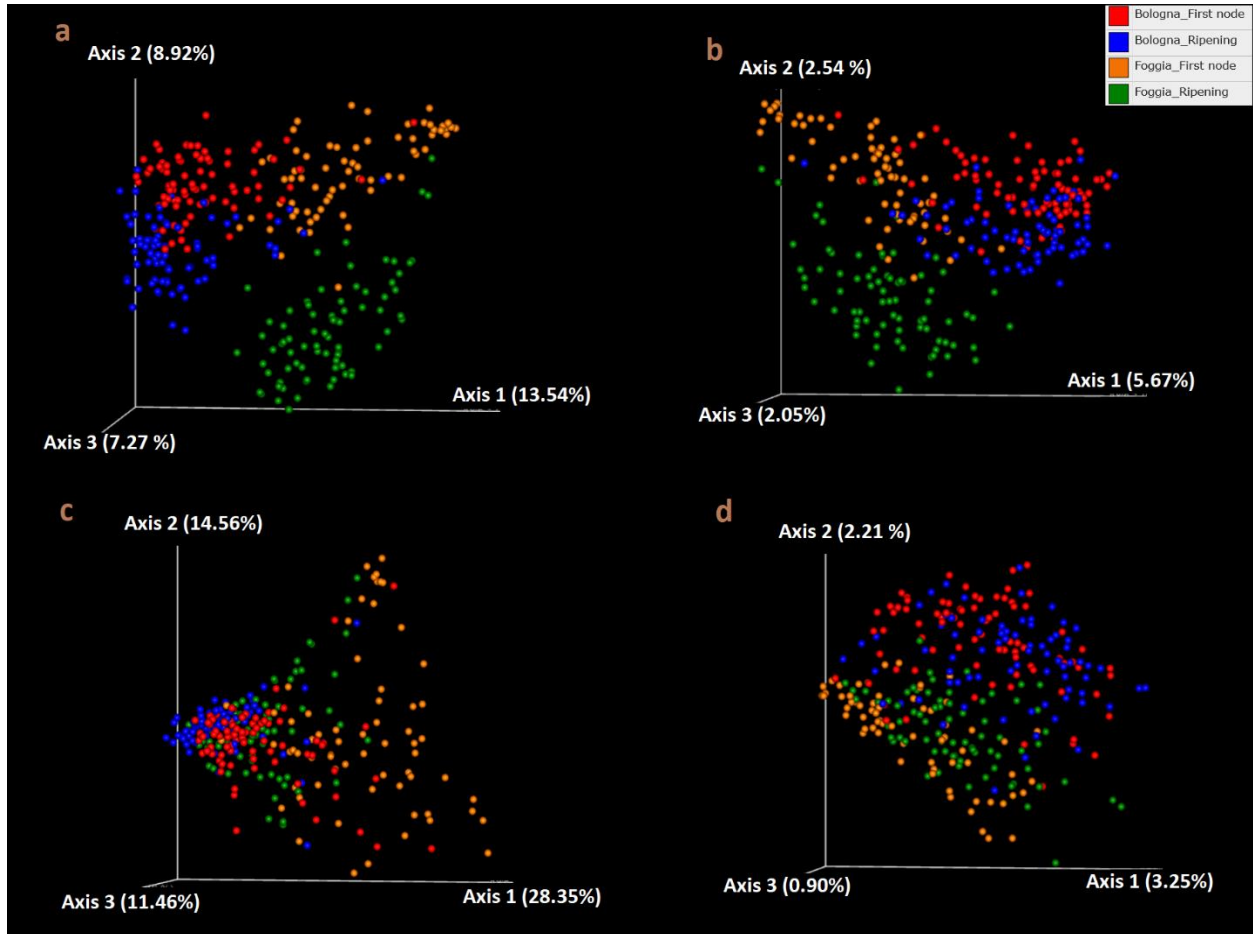 a
Axis 2 (8.92%)
Axis 1 (13.54%)
Axis 3 (7.27 %)
b
Axis 2 (2.54 %)
Axis 1 (5.67%)
Axis 3 (2.05%)
Bologna_First node
Bologna_Ripening
Foggia_First node
Foggia_Ripening
c
Axis 2 (14.56%)
Axis 3 (11.46%)
Axis 1 (28.35%)
d
Axis 2 (2.21 %)
Axis 3 (0.90%)
Axis 1 (3.25%)